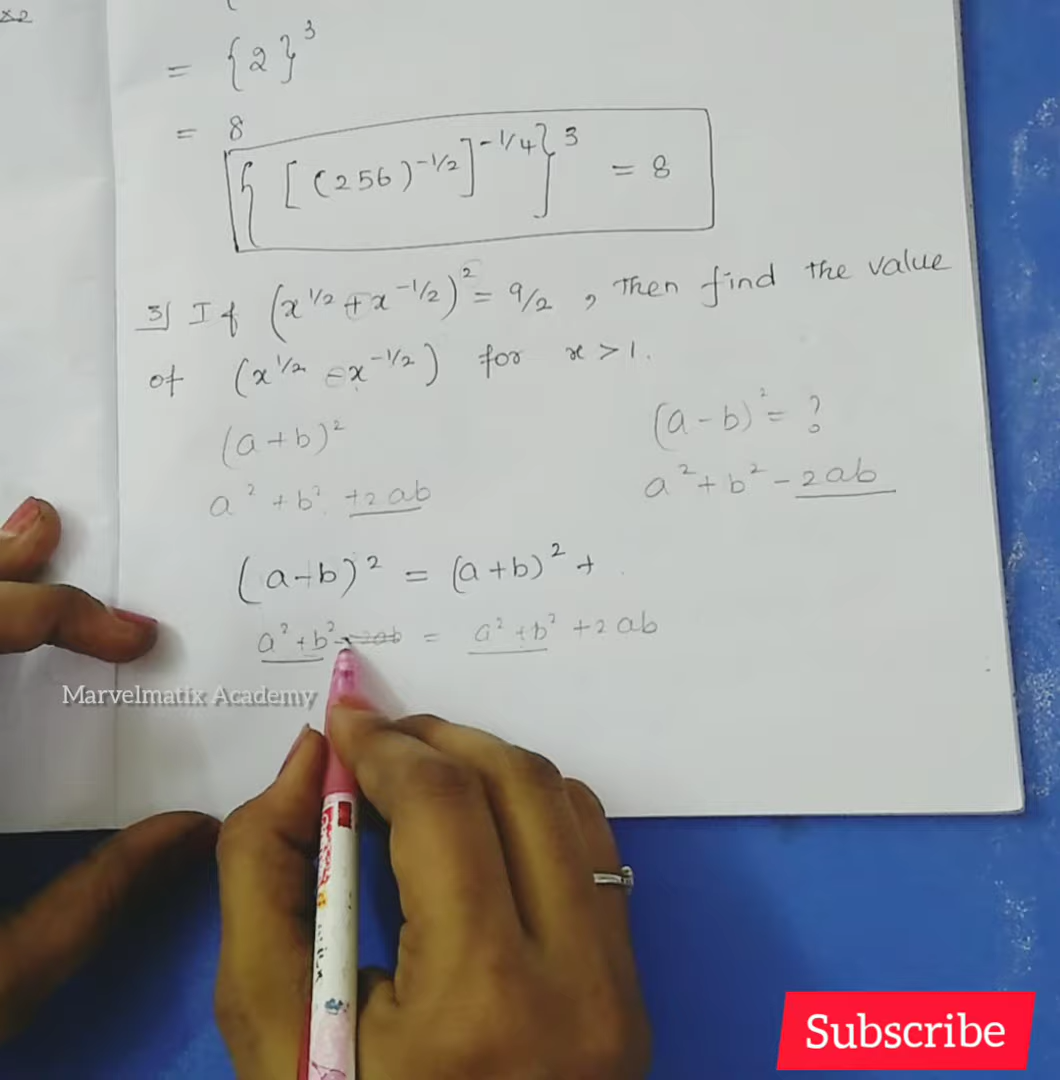 ×2
= {2}³
= 8
{[(256)^-1/2]^-1/4}³ = 8
3) If (x^1/2 + x^-1/2)² = 9/2, Then find the value
of (x^1/2 - x^-1/2) for x > 1.
(a+b)²
a² + b² +2ab
(a-b)² = ?
a² + b² - 2ab
(a-b)² = (a+b)² +
a² + b² - 2ab = a² + b² + 2ab
Marvelmatix Academy
Subscribe